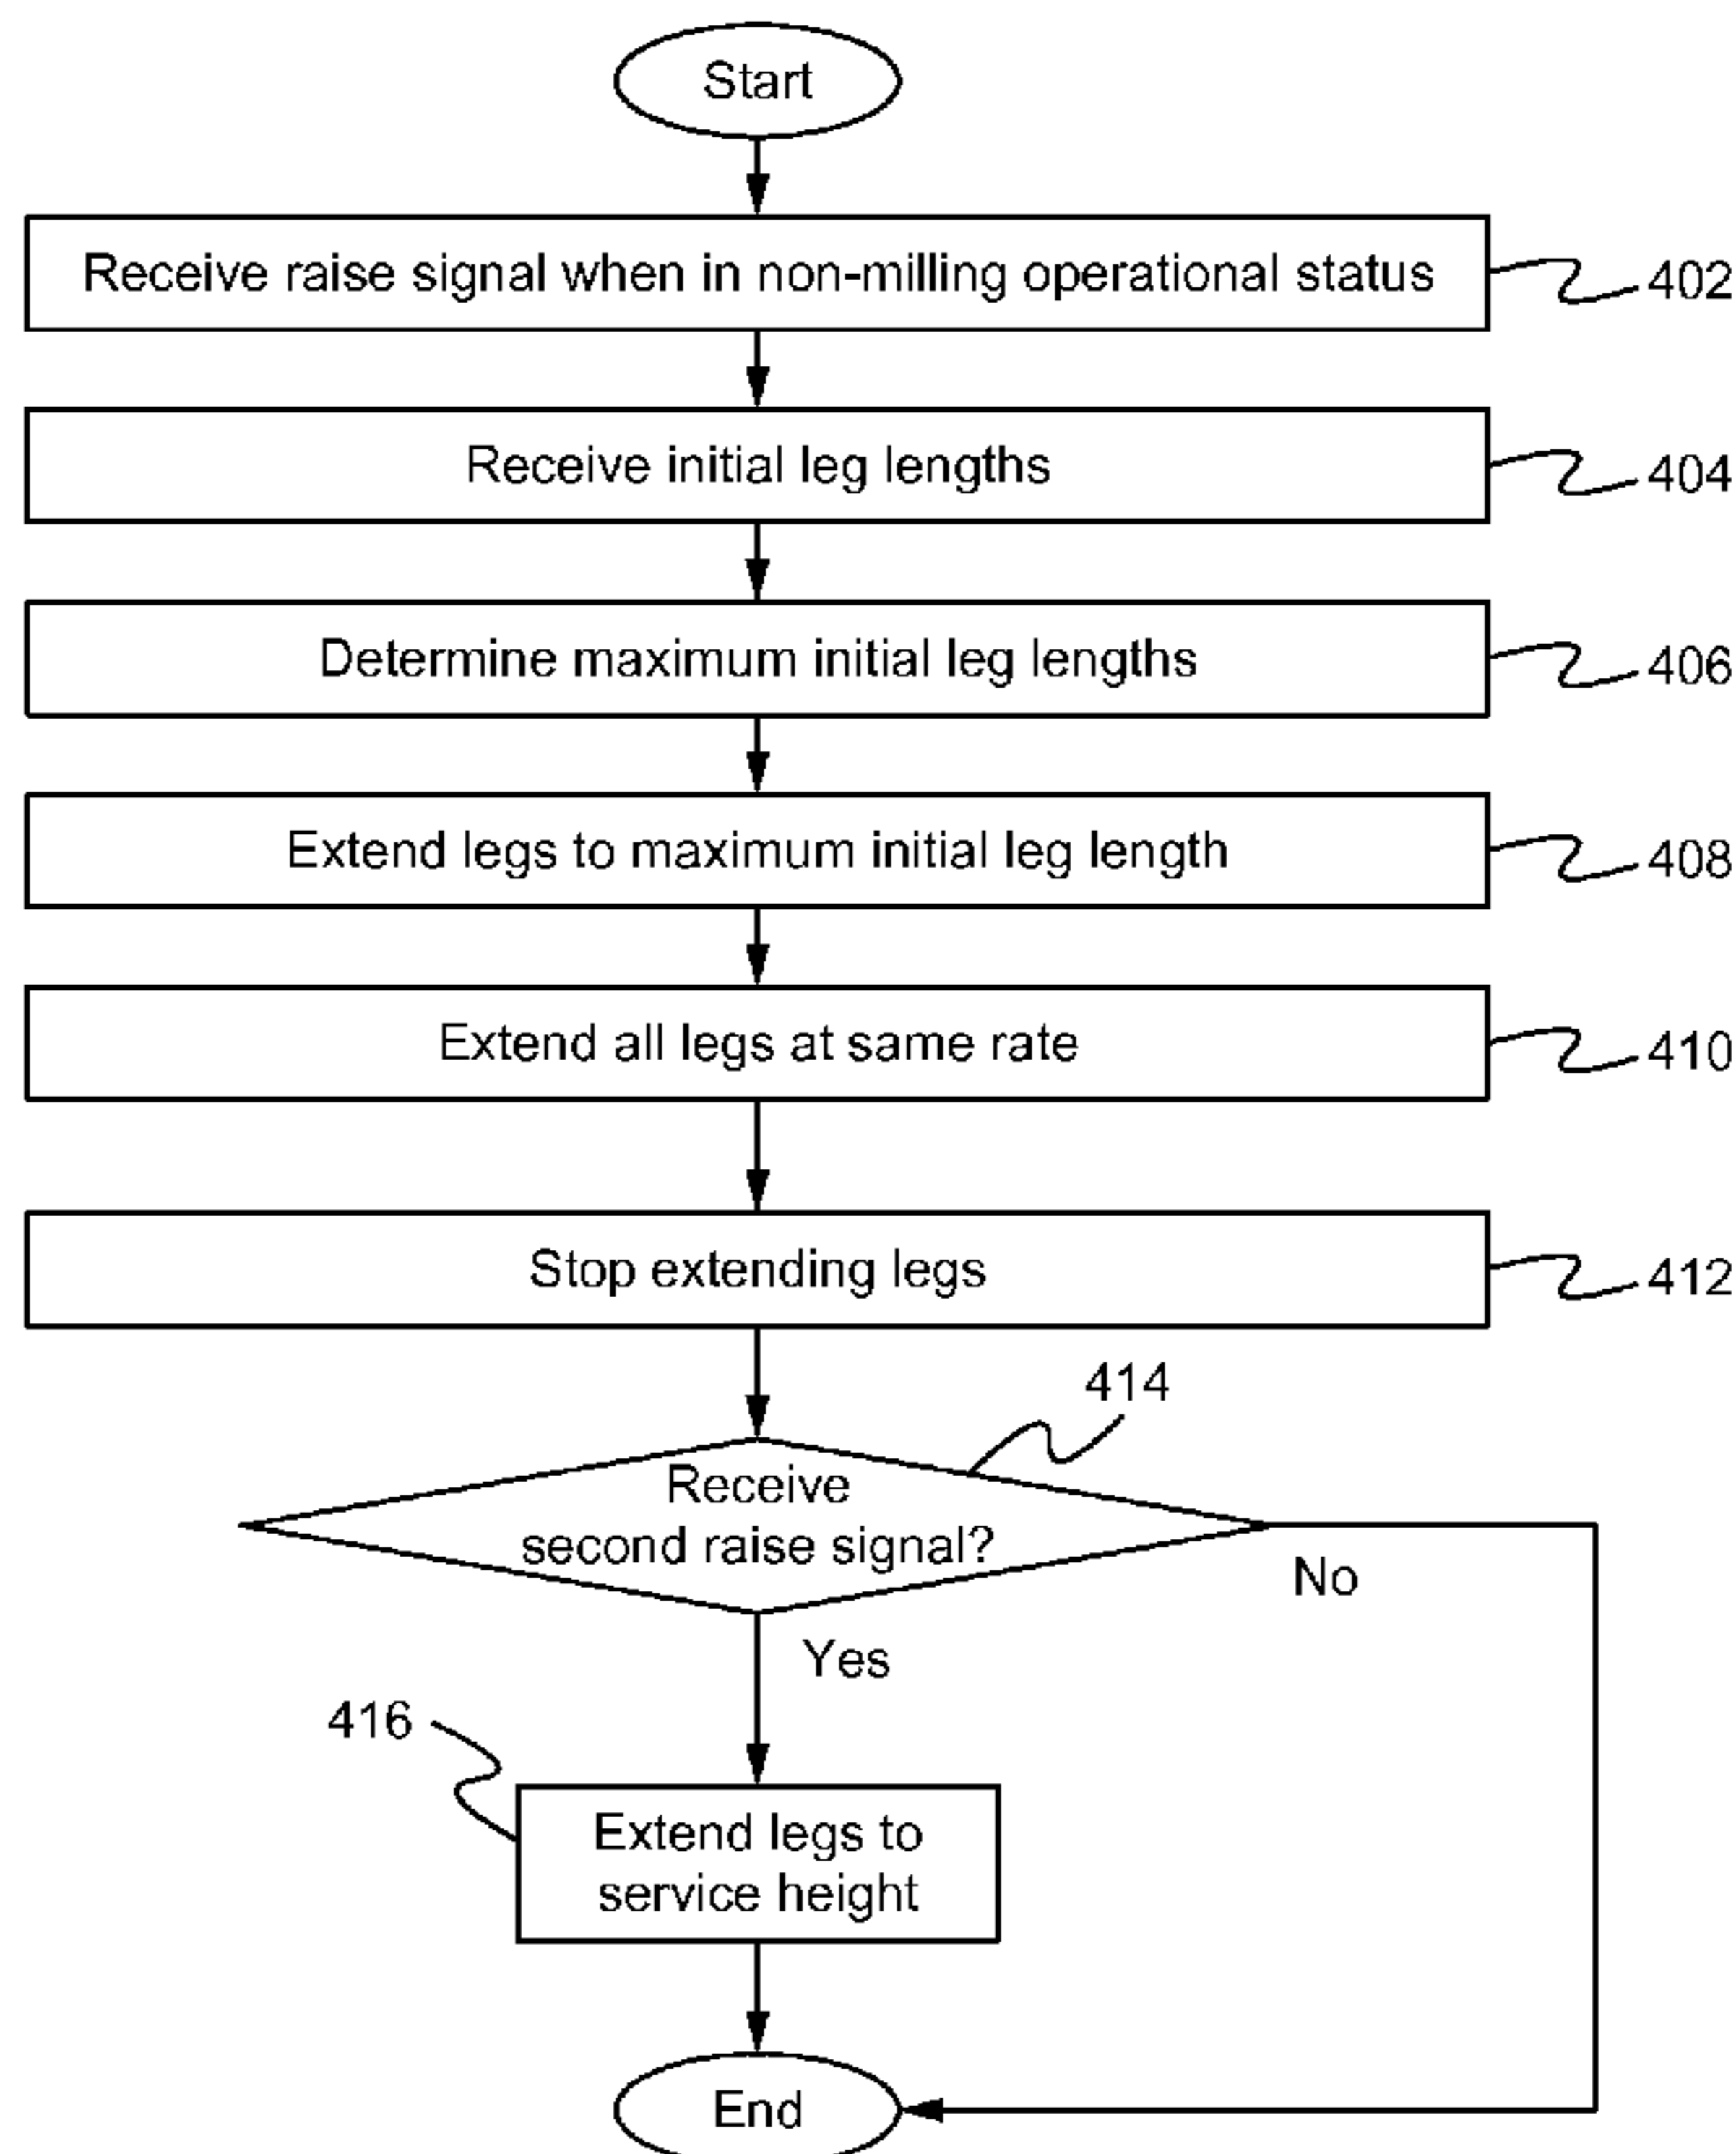 Start
Receive raise signal when in non-milling operational status
402
Receive initial leg lengths
404
Determine maximum initial leg lengths
406
Extend legs to maximum initial leg length
408
Extend all legs at same rate
410
Stop extending legs
412
414
Receive
second raise signal?
No
Yes
416
Extend legs to
service height
End